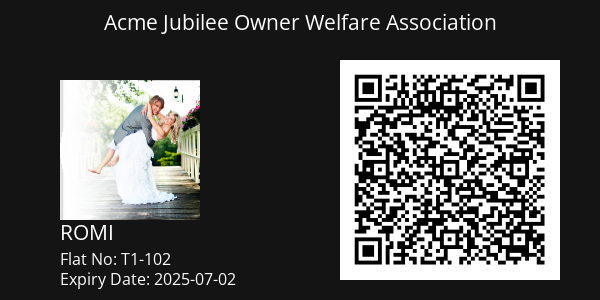 Acme Jubilee Owner Welfare Association
ROMI
Flat No: T1-102
Expiry Date: 2025-07-02